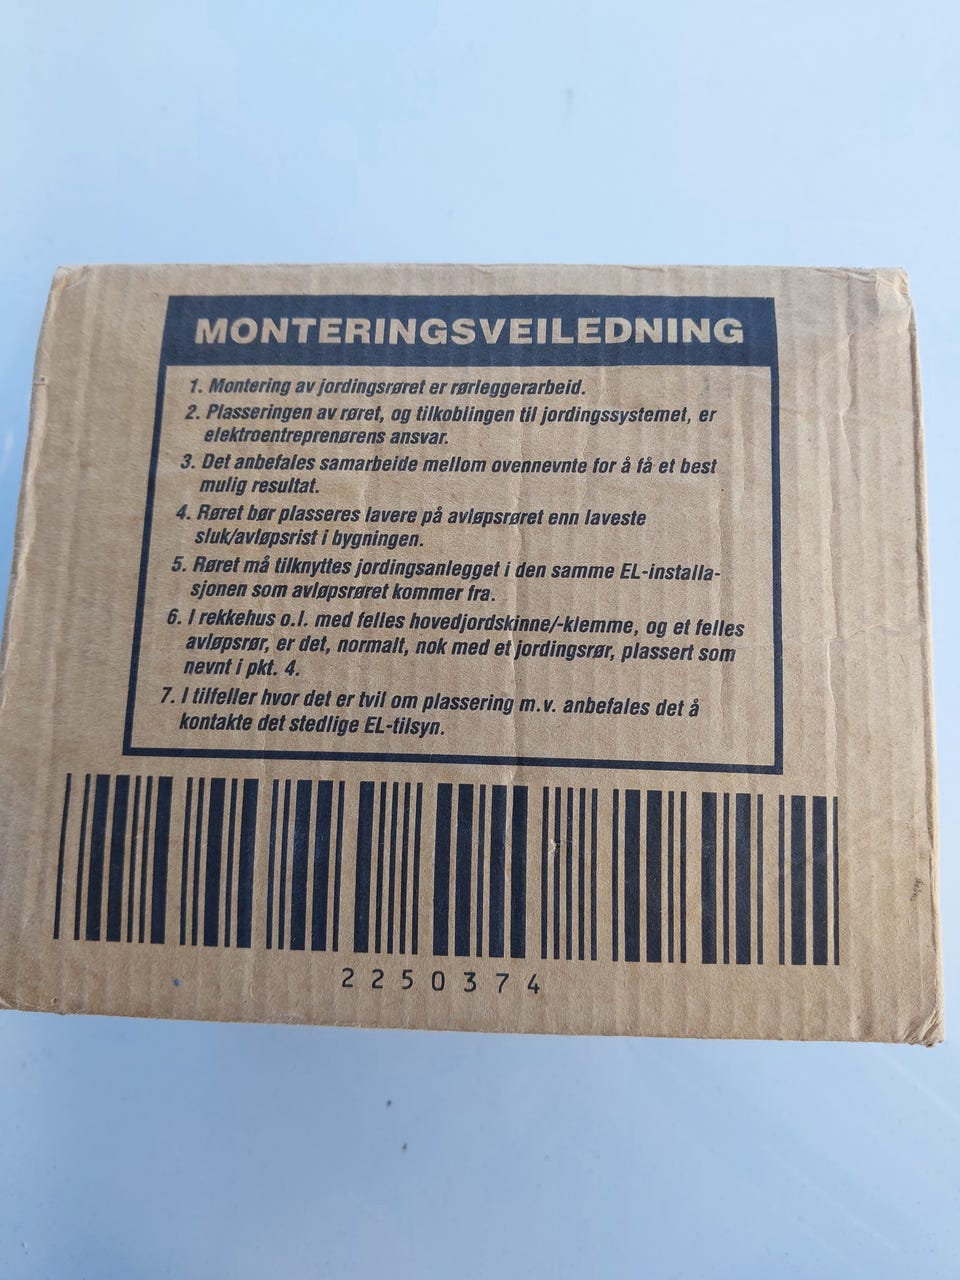 MONTERINGSVEILEDNING
1. Montering av jordingsrøret er rørleggerarbeid.
2. Plasseringen av røret, og tilkoblingen til jordingssystemet, er
elektroentreprenørens ansvar.
3. Det anbefales samarbeide mellom ovennevnte for å få et best
mulig resultat.
4. Røret bør plasseres lavere på avløpsrøret enn laveste
sluk/avløpsrist i bygningen.
5. Røret må tilknyttes jordingsanlegget i den samme EL-installa-
sjonen som avløpsrøret kommer fra.
6. I rekkehus o.l. med felles hovedjordskinne/-klemme, og et felles
avløpsrør, er det, normalt, nok med et jordingsrør, plassert som
nevnt i pkt. 4.
7. I tilfeller hvor det er tvil om plassering m.v. anbefales det å
kontakte det stedlige EL-tilsyn.
2250374